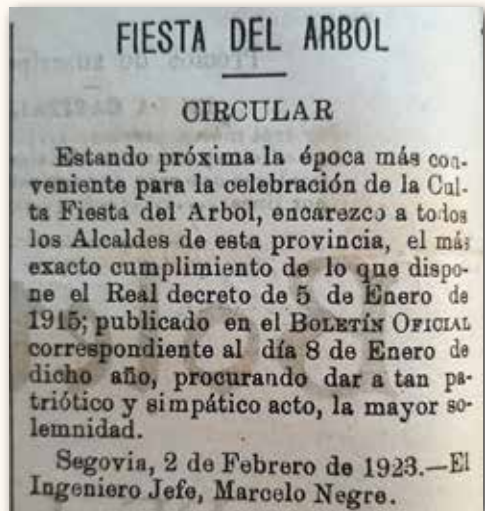 FIESTA DEL ARBOL
CIRCULAR
Estando próxima la época más con-
veniente para la celebración de la Cul-
ta Fiesta del Arbol, encarezco a todos
los Alcaldes de esta provincia, el más
exacto cumplimiento de lo que dispo-
ne el Real decreto de 5 de Enero de
1915; publicado en el BOLETÍN OFICIAL
correspondiente al día 8 de Enero de
dicho año, procurando dar a tan pa-
triótico y simpático acto, la mayor so-
lemnidad.
Segovia, 2 de Febrero de 1923.—El
Ingeniero Jefe, Marcelo Negre.